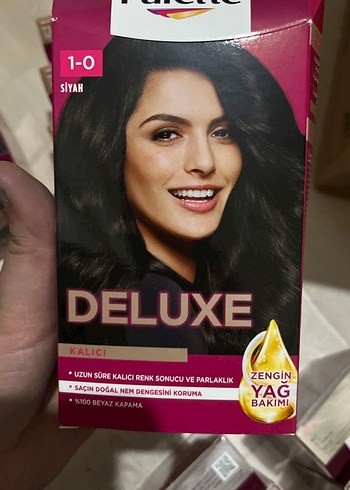 Palette
1-0
SİYAH
DELUXE
KALICI
• UZUN SÜRE KALICI RENK SONUCU VE PARLAKLIK
• SAÇIN DOĞAL NEM DENGESİNİ KORUMA
• %100 BEYAZ KAPAMA
ZENGİN
YAĞ
BAKIMI